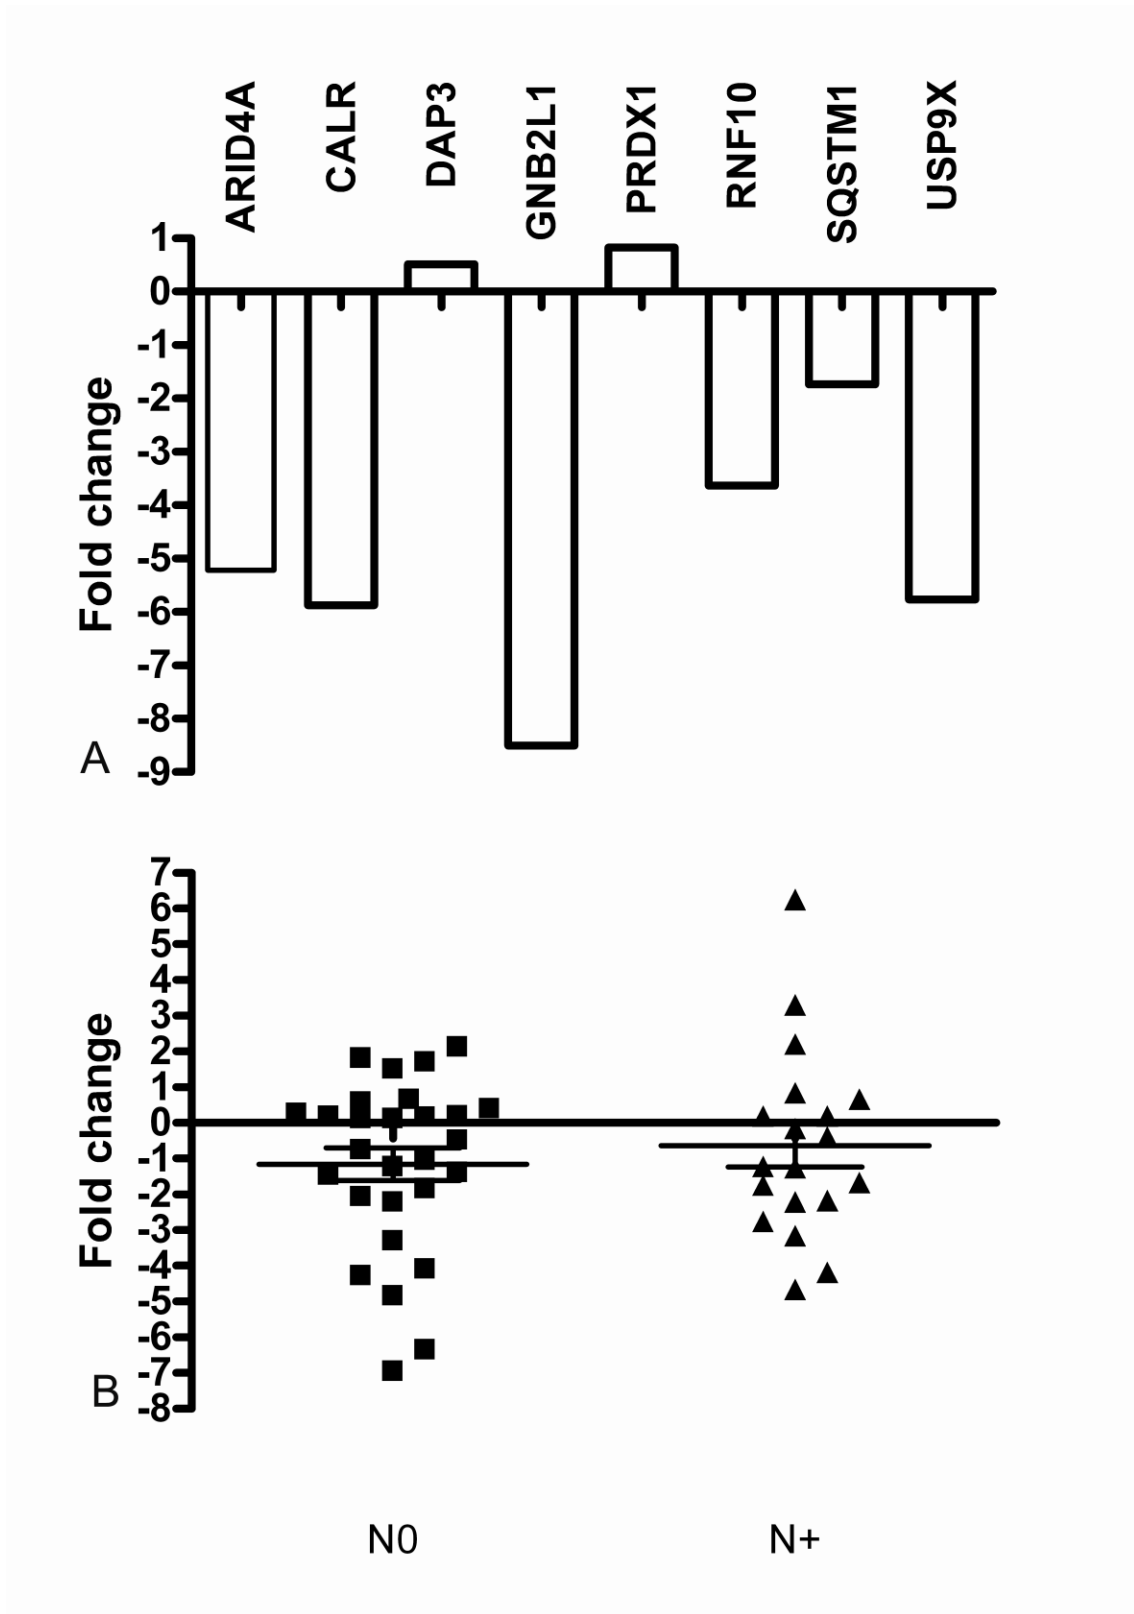 ARID4A
CALR
DAP3
GNB2L1
PRDX1
RNF10
SQSTM1
USP9X
Fold change
1
0
-1
-2
-3
-4
-5
-6
-7
-8
-9
A
Fold change
7
6
5
4
3
2
1
0
-1
-2
-3
-4
-5
-6
-7
-8
B
N0
N+